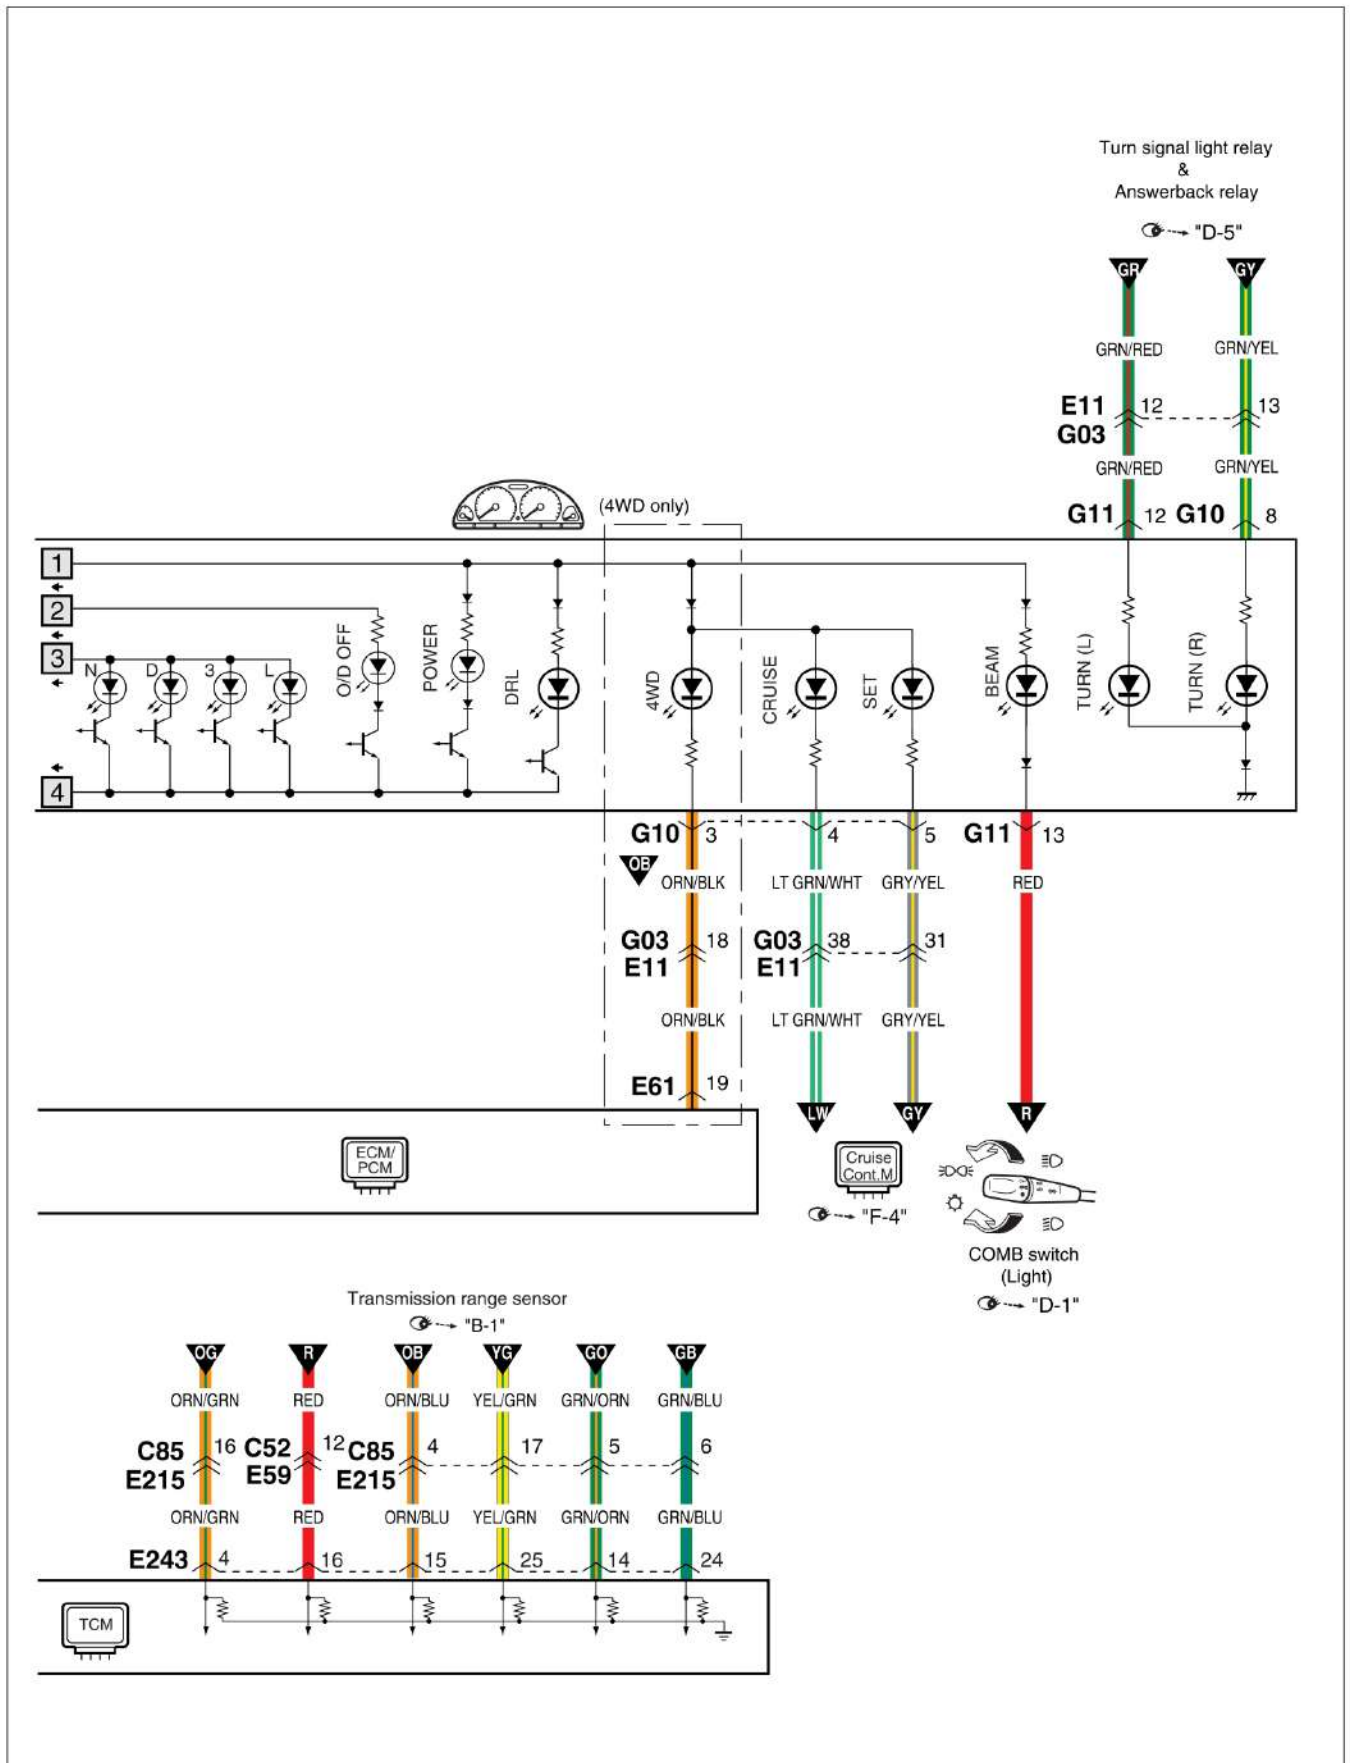 Turn signal light relay
&
Answerback relay
"D-5"
GR GY
GRN/RED GRN/YEL
E11 12 13
G03
GRN/RED GRN/YEL
G11 12 G10 8
(4WD only)
1
2
3
4
N D 3 L
O/D OFF
POWER
DRL
4WD
CRUISE
SET
BEAM
TURN (L)
TURN (R)
G10 3 4 5 G11 13
OB
ORN/BLK LT GRN/WHT GRY/YEL RED
G03 18 G03 38 31
E11 E11
ORN/BLK LT GRN/WHT GRY/YEL
E61 19
LW GY R
ECM/
PCM
Cruise
Cont.M
"F-4"
COMB switch
(Light)
"D-1"
Transmission range sensor
"B-1"
OG R OB YG GO GB
ORN/GRN RED ORN/BLU YEL/GRN GRN/ORN GRN/BLU
C85 16 C52 12 C85 4 17 5 6
E215 E59 E215
ORN/GRN RED ORN/BLU YEL/GRN GRN/ORN GRN/BLU
E243 4 16 15 25 14 24
TCM